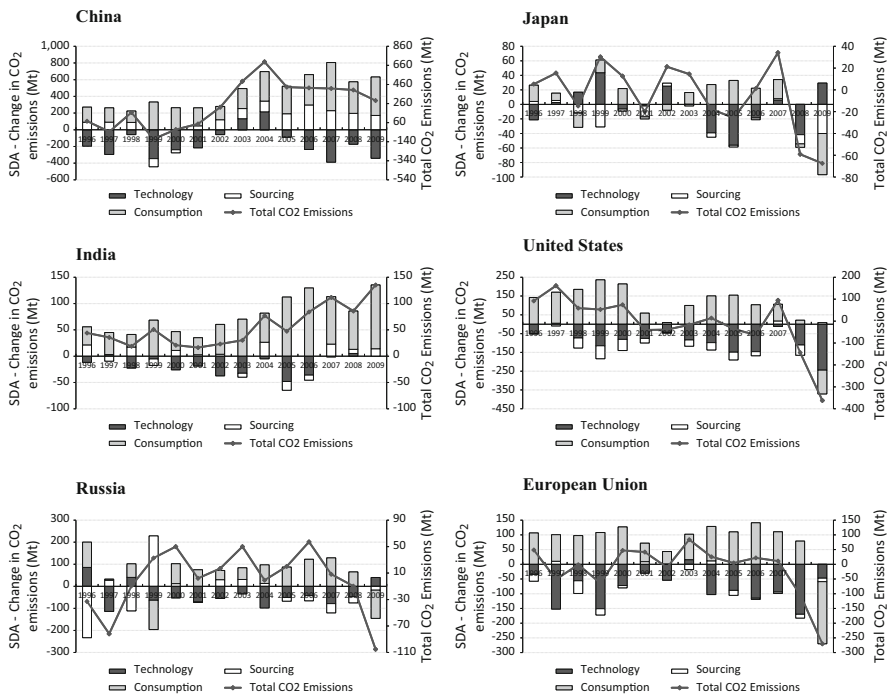 China
SDA - Change in CO2
emissions (Mt)
1,000
800
600
400
200
0
-200
-400
-600
1996 1997 1998 1999 2000 2001 2002 2003 2004 2005 2006 2007 2008 2009
860
660
460
260
60
-140
-340
-540
Total CO2 Emissions (Mt)
Technology Sourcing
Consumption Total CO2 Emissions
Japan
SDA - Change in CO2
emissions (Mt)
80
60
40
20
0
-20
-40
-60
-80
-100
1996 1997 1998 1999 2000 2001 2002 2003 2004 2005 2006 2007 2008 2009
40
20
0
-20
-40
-60
-80
Total CO2 Emissions (Mt)
Technology Sourcing
Consumption Total CO2 Emissions
India
SDA - Change in CO2
emissions (Mt)
150
100
50
0
-50
-100
1996 1997 1998 1999 2000 2001 2002 2003 2004 2005 2006 2007 2008 2009
150
100
50
0
-50
-100
Total CO2 Emissions (Mt)
Technology Sourcing
Consumption Total CO2 Emissions
United States
SDA - Change in CO2
emissions (Mt)
250
150
50
-50
-150
-250
-350
-450
1996 1997 1998 1999 2000 2001 2002 2003 2004 2005 2006 2007 2008 2009
200
100
0
-100
-200
-300
-400
Total CO2 Emissions (Mt)
Technology Sourcing
Consumption Total CO2 Emissions
Russia
SDA - Change in CO2
emissions (Mt)
300
200
100
0
-100
-200
-300
1996 1997 1998 1999 2000 2001 2002 2003 2004 2005 2006 2007 2008 2009
90
50
10
-30
-70
-110
Total CO2 Emissions (Mt)
Technology Sourcing
Consumption Total CO2 Emissions
European Union
SDA - Change in CO2
emissions (Mt)
150
100
50
0
-50
-100
-150
-200
-250
-300
1996 1997 1998 1999 2000 2001 2002 2003 2004 2005 2006 2007 2008 2009
150
100
50
0
-50
-100
-150
-200
-250
-300
Total CO2 Emissions (Mt)
Technology Sourcing
Consumption Total CO2 Emissions